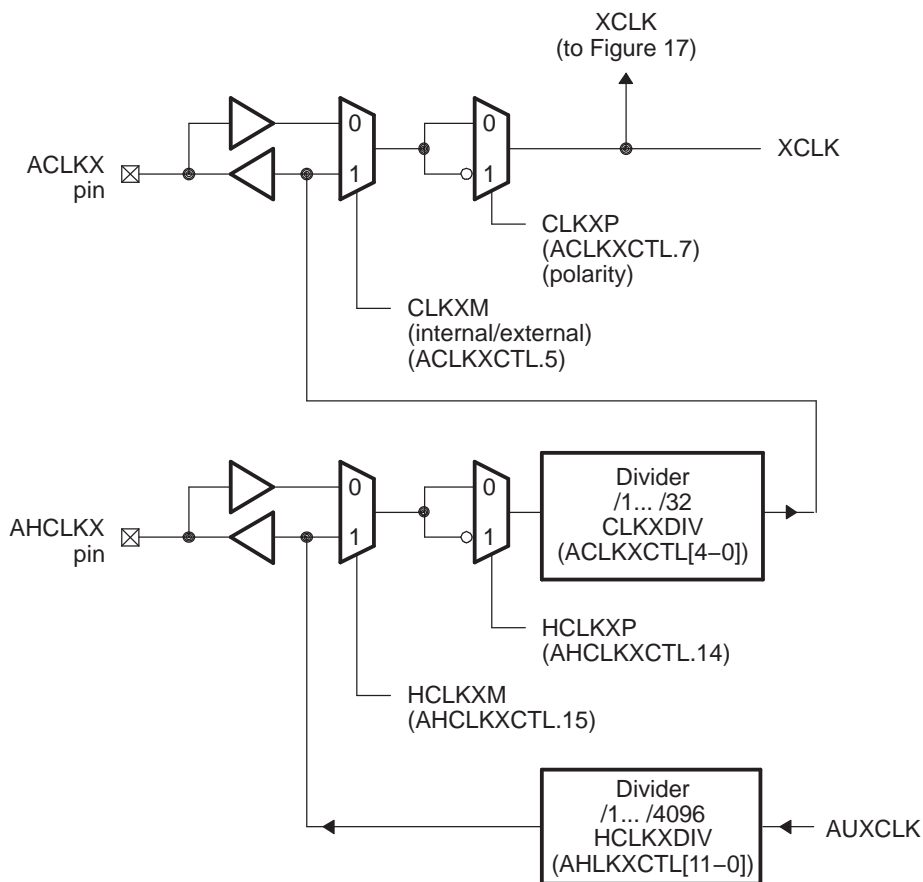 XCLK
(to Figure 17)
0
1
ACLKX
pin
XCLK
CLKXP
(ACLKXCTL.7)
(polarity)
CLKXM
(internal/external)
(ACLKXCTL.5)
0
1
0
1
AHCLKX
pin
0
1
Divider
/1... /32
CLKXDIV
(ACLKXCTL[4−0])
HCLKXP
(AHCLKXCTL.14)
HCLKXM
(AHCLKXCTL.15)
Divider
/1... /4096
HCLKXDIV
(AHLKXCTL[11−0])
AUXCLK